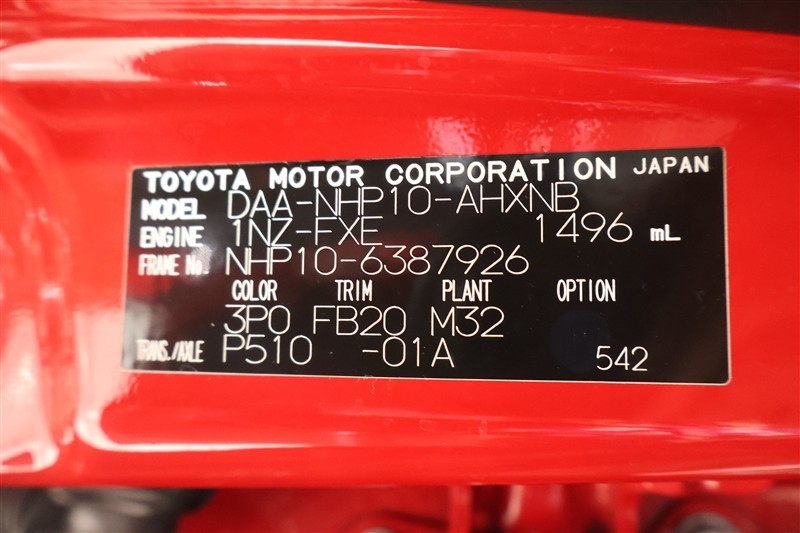 TOYOTA MOTOR CORPORATION JAPAN
MODEL DAA-NHP10-AHXNB
ENGINE 1NZ-FXE 1496 mL
FRAME No. NHP10-6387926
COLOR TRIM PLANT OPTION
3P0 FB20 M32
TRANS./AXLE P510 -01A 542